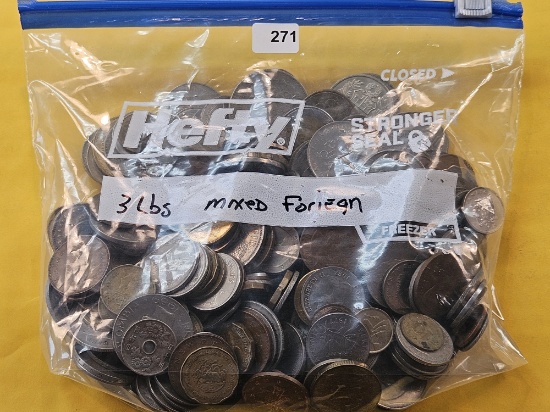 271
CLOSED ►
Hefty
STRONGER
SEAL
3 Lbs mixed Foriegn
FREEZER